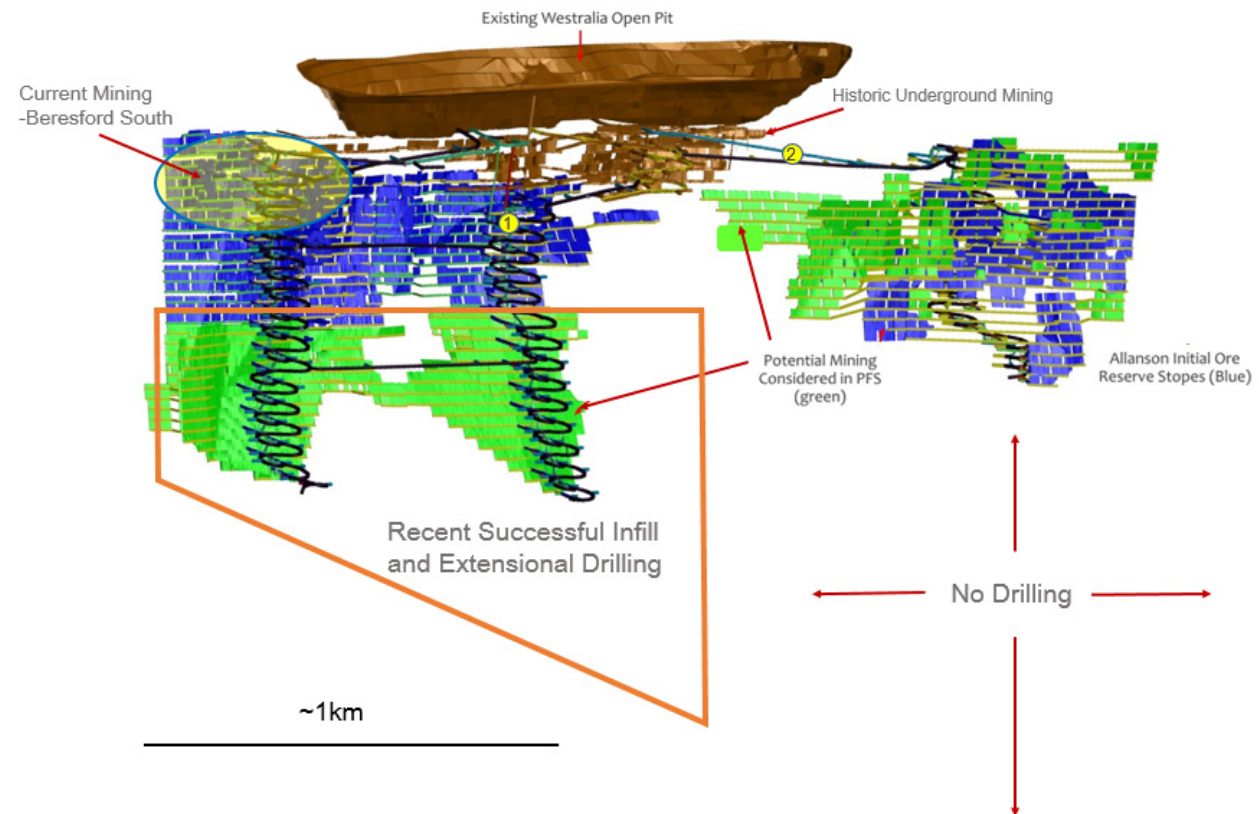 Existing Westralia Open Pit
Current Mining
-Beresford South
Historic Underground Mining
2
1
Potential Mining
Considered in PFS
(green)
Allanson Initial Ore
Reserve Stopes (Blue)
Recent Successful Infill
and Extensional Drilling
No Drilling
~1km